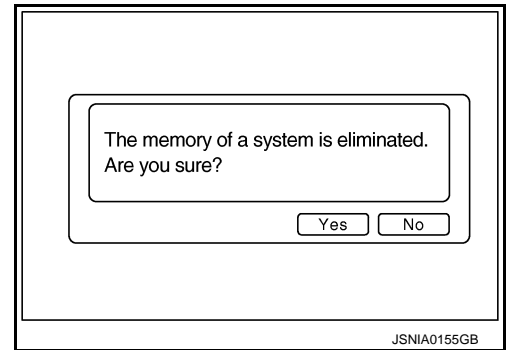 The memory of a system is eliminated.
Are you sure?
Yes No
JSNIA0155GB